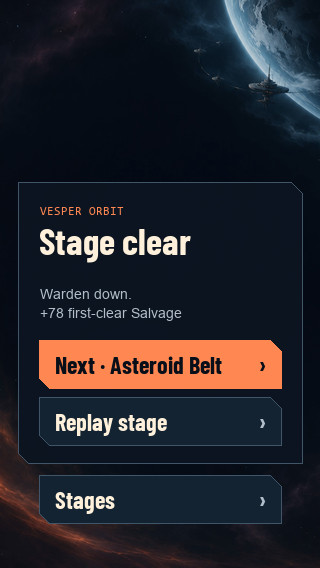 VESPER ORBIT
Stage clear
Warden down.
+78 first-clear Salvage
Next · Asteroid Belt ›
Replay stage ›
Stages ›